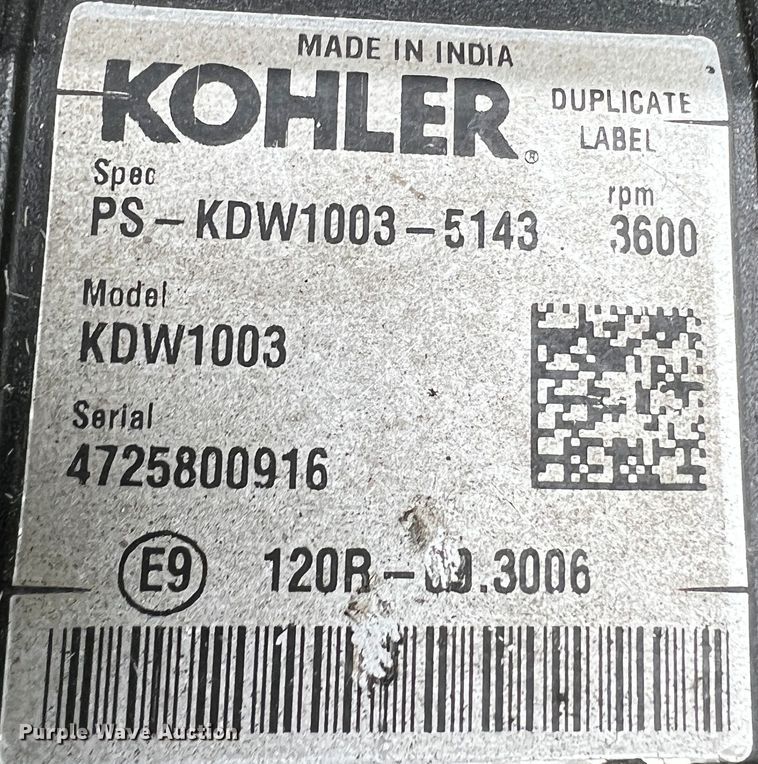 MADE IN INDIA
KOHLER®
DUPLICATE
LABEL
Spec
PS-KDW1003-5143
rpm
3600
Model
KDW1003
Serial
4725800916
E9
.3006
Purple Wave Auction